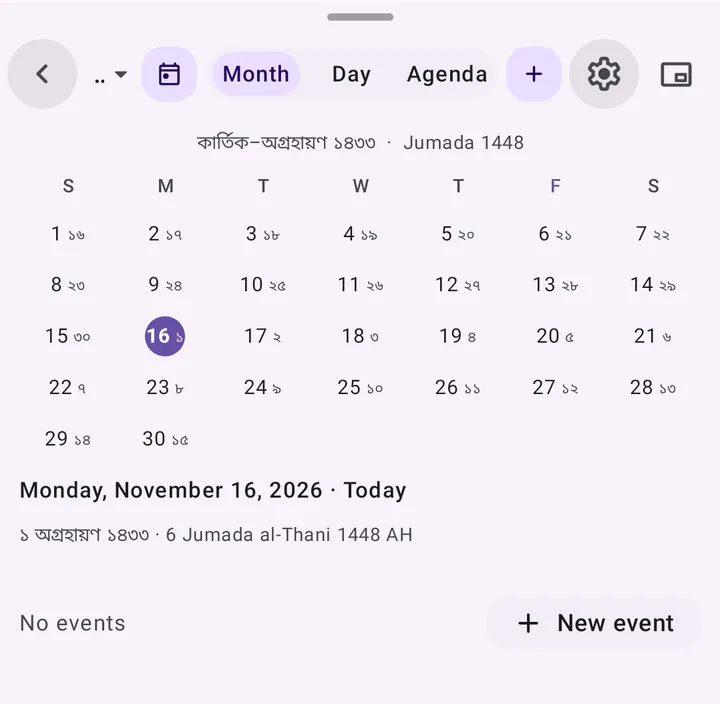 .. Month Day Agenda
কার্তিক–অগ্রহায়ণ ১৪৩৩ · Jumada 1448
S M T W T F S
1 ১৬ 2 ১৭ 3 ১৮ 4 ১৯ 5 ২০ 6 ২১ 7 ২২
8 ২৩ 9 ২৪ 10 ২৫ 11 ২৬ 12 ২৭ 13 ২৮ 14 ২৯
15 ৩০ 16 ১ 17 ২ 18 ৩ 19 ৪ 20 ৫ 21 ৬
22 ৭ 23 ৮ 24 ৯ 25 ১০ 26 ১১ 27 ১২ 28 ১৩
29 ১৪ 30 ১৫
Monday, November 16, 2026 · Today
১ অগ্রহায়ণ ১৪৩৩ · 6 Jumada al-Thani 1448 AH
No events + New event